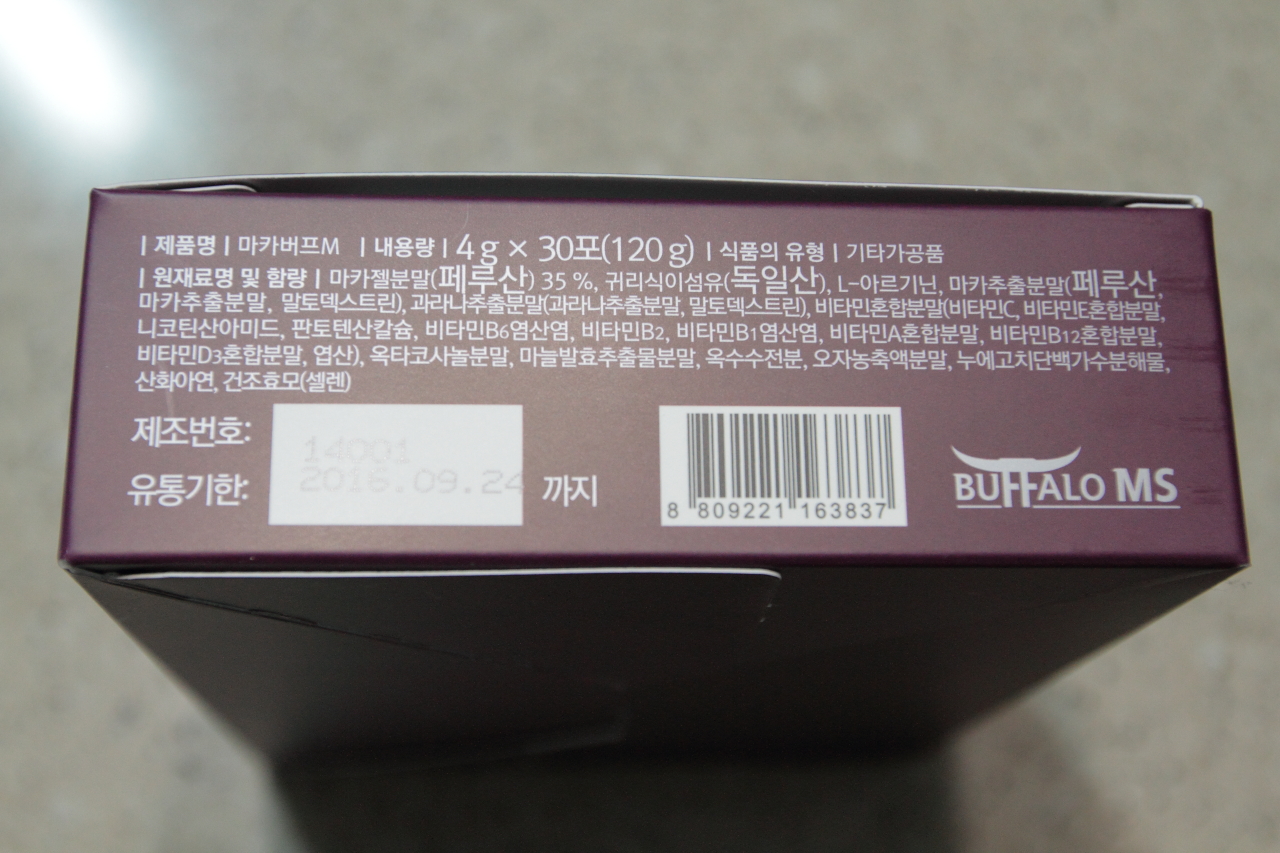 | 제품명 | 마카버프M | 내용량 | 4g × 30포(120g) | 식품의 유형 | 기타가공품
| 원재료명 및 함량 | 마카젤분말(페루산) 35 %, 귀리식이섬유(독일산), L-아르기닌, 마카추출분말(페루산,
마카추출분말, 말토덱스트린), 과라나추출분말(과라나추출분말, 말토덱스트린), 비타민혼합분말(비타민C, 비타민E혼합분말,
니코틴산아미드, 판토텐산칼슘, 비타민B6염산염, 비타민B2, 비타민B1염산염, 비타민A혼합분말, 비타민B12혼합분말,
비타민D3혼합분말, 엽산), 옥타코사놀분말, 마늘발효추출물분말, 옥수수전분, 오자농축액분말, 누에고치단백가수분해물,
산화아연, 건조효모(셀렌)
제조번호: 14001
유통기한: 2016.09.24 까지
8 809221 163837
BUFFALO MS